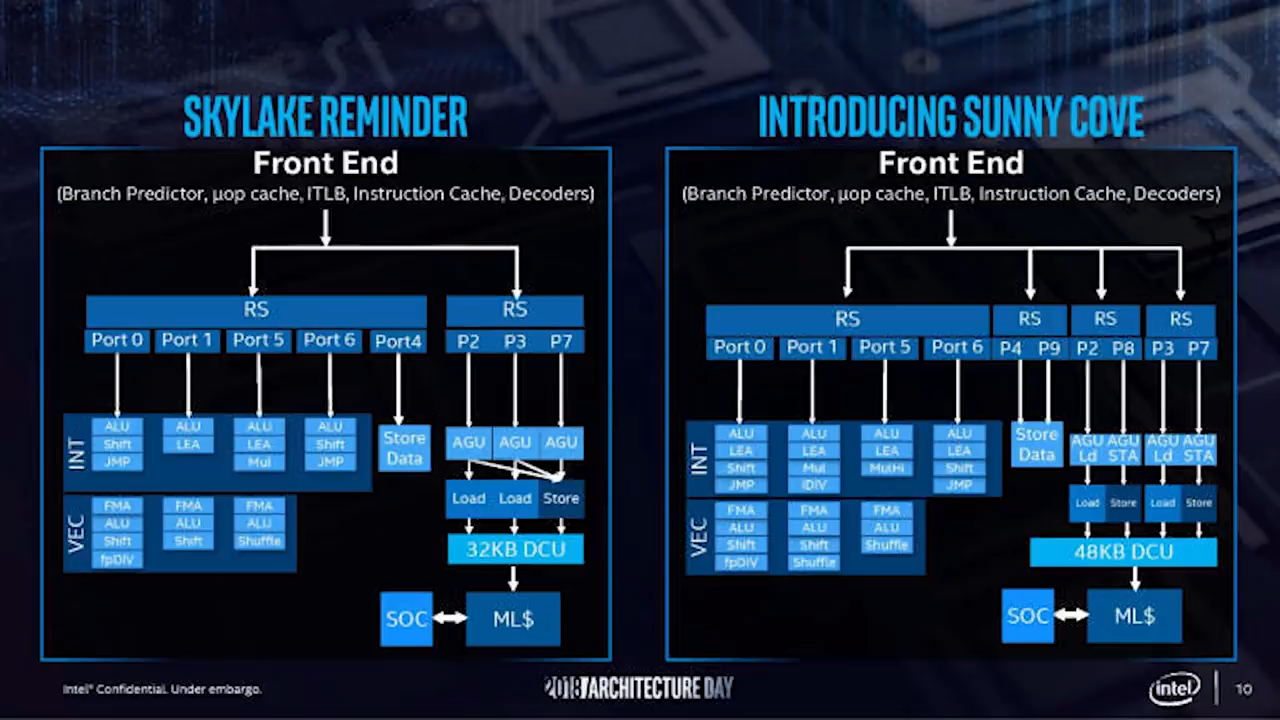 SKYLAKE REMINDER
Front End
(Branch Predictor, μop cache, ITLB, Instruction Cache, Decoders)
RS RS
Port 0 Port 1 Port 5 Port 6 Port4 P2 P3 P7
INT
ALU ALU ALU ALU
Shift LEA LEA Shift
JMP Mul JMP
Store
Data
AGU AGU AGU
VEC
FMA FMA FMA
ALU ALU ALU
Shift Shift Shuffle
fpDIV
Load Load Store
32KB DCU
SOC ML$
INTRODUCING SUNNY COVE
Front End
(Branch Predictor, μop cache, ITLB, Instruction Cache, Decoders)
RS RS RS RS
Port 0 Port 1 Port 5 Port 6 P4 P9 P2 P8 P3 P7
INT
ALU ALU ALU ALU
LEA LEA LEA LEA
Shift Mul MulHi Shift
JMP iDIV JMP
Store
Data
AGU AGU AGU AGU
Ld STA Ld STA
VEC
FMA FMA FMA
ALU ALU ALU
Shift Shift Shuffle
fpDIV Shuffle
Load Store Load Store
48KB DCU
SOC ML$
Intel® Confidential. Under embargo.
2018 ARCHITECTURE DAY
intel
10